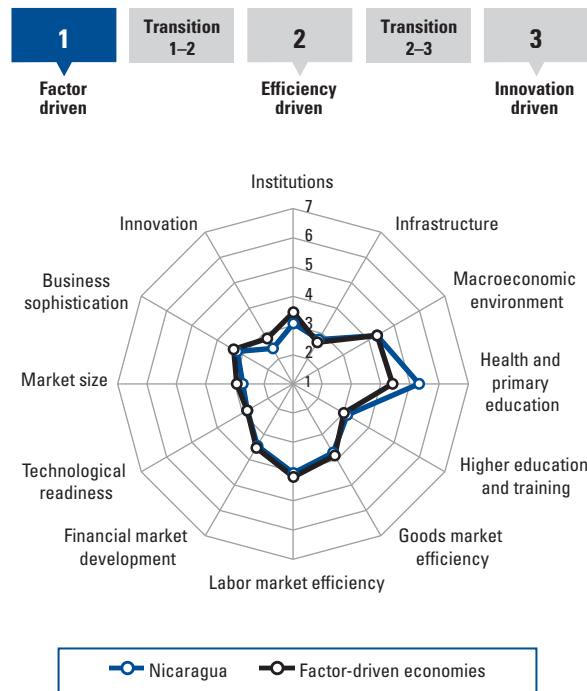 1
Transition
1–2
2
Transition
2–3
3
Factor
driven
Efficiency
driven
Innovation
driven
Institutions
Infrastructure
Macroeconomic
environment
Health and
primary
education
Higher education
and training
Goods market
efficiency
Labor market efficiency
Financial market
development
Technological
readiness
Market size
Business
sophistication
Innovation
7
6
5
4
3
2
1
Nicaragua
Factor-driven economies